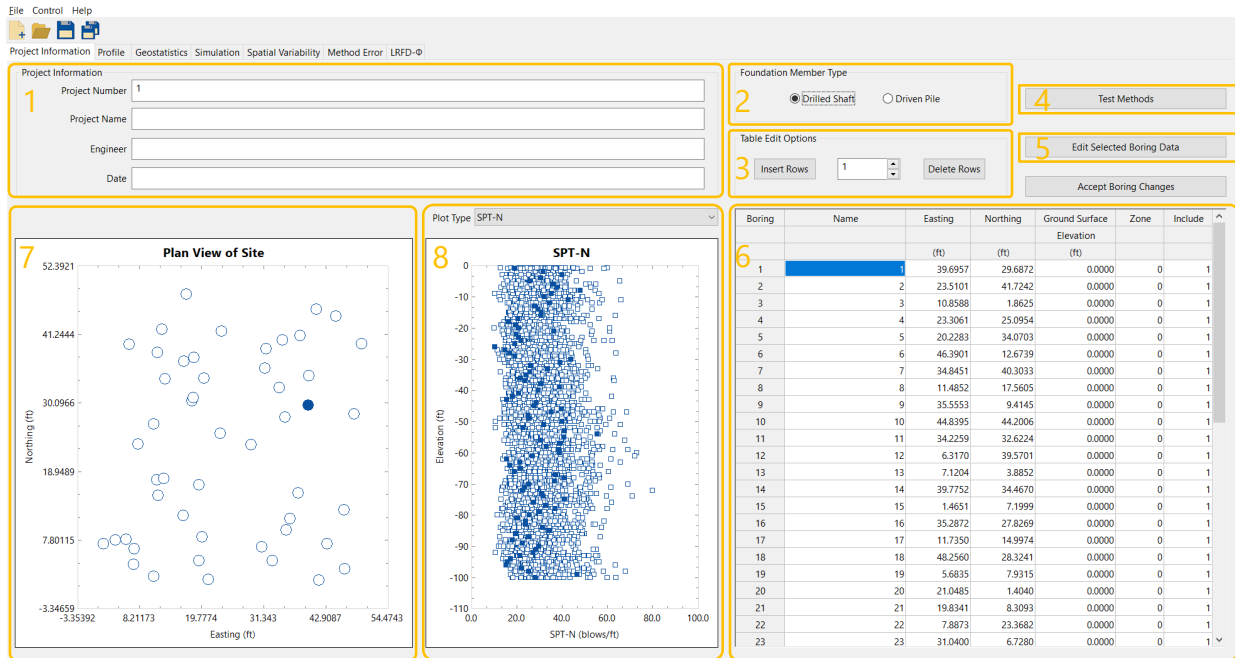 File Control Help
Project Information Profile Geostatistics Simulation Spatial Variability Method Error LRFD-Φ
Project Information
1
Project Number 1
Project Name
Engineer
Date
Foundation Member Type
2
Drilled Shaft Driven Pile
Table Edit Options
3
Insert Rows 1 Delete Rows
4 Test Methods
5 Edit Selected Boring Data
Accept Boring Changes
7
Plan View of Site
52.3921
41.2444
30.0966
18.9489
7.80115
-3.34659
-3.35392 8.21173 19.7774 31.343 42.9087 54.4743
Northing (ft)
Easting (ft)
Plot Type SPT-N
8
SPT-N
0
-10
-20
-30
-40
-50
-60
-70
-80
-90
-100
-110
0.0 20.0 40.0 60.0 80.0 100.0
Elevation (ft)
SPT-N (blows/ft)
6
Boring Name Easting Northing Ground Surface Zone Include
Elevation
(ft) (ft) (ft)
1 1 39.6957 29.6872 0.0000 0 1
2 2 23.5101 41.7242 0.0000 0 1
3 3 10.8588 1.8625 0.0000 0 1
4 4 23.3061 25.0954 0.0000 0 1
5 5 20.2283 34.0703 0.0000 0 1
6 6 46.3901 12.6739 0.0000 0 1
7 7 34.8451 40.3033 0.0000 0 1
8 8 11.4852 17.5605 0.0000 0 1
9 9 35.5553 9.4145 0.0000 0 1
10 10 44.8395 44.2006 0.0000 0 1
11 11 34.2259 32.6224 0.0000 0 1
12 12 6.3170 39.5701 0.0000 0 1
13 13 7.1204 3.8852 0.0000 0 1
14 14 39.7752 34.4670 0.0000 0 1
15 15 1.4651 7.1999 0.0000 0 1
16 16 35.2872 27.8269 0.0000 0 1
17 17 11.7350 14.9974 0.0000 0 1
18 18 48.2560 28.3241 0.0000 0 1
19 19 5.6835 7.9315 0.0000 0 1
20 20 21.0485 1.4040 0.0000 0 1
21 21 19.8341 8.3093 0.0000 0 1
22 22 7.8873 23.3682 0.0000 0 1
23 23 31.0400 6.7280 0.0000 0 1